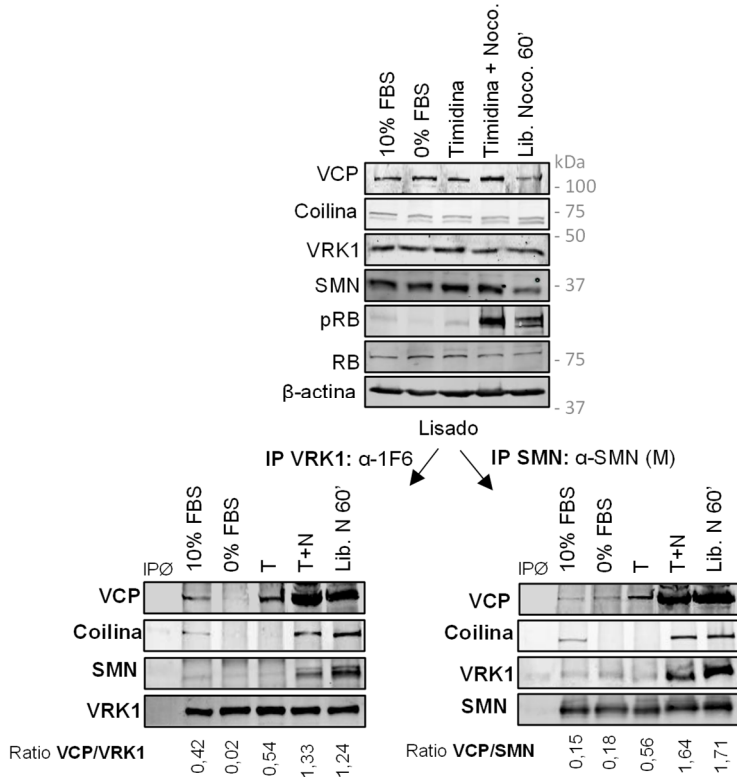 10% FBS 0% FBS Timidina Timidina + Noco. Lib. Noco. 60’
kDa
VCP - 100
Coilina - 75
- 50
VRK1
SMN - 37
pRB
RB - 75
β-actina
- 37
Lisado
IP VRK1: α-1F6 IP SMN: α-SMN (M)
IPØ 10% FBS 0% FBS T T+N Lib. N 60’
VCP
Coilina
SMN
VRK1
Ratio VCP/VRK1 0,42 0,02 0,54 1,33 1,24
IPØ 10% FBS 0% FBS T T+N Lib. N 60’
VCP
Coilina
VRK1
SMN
Ratio VCP/SMN 0,15 0,18 0,56 1,64 1,71